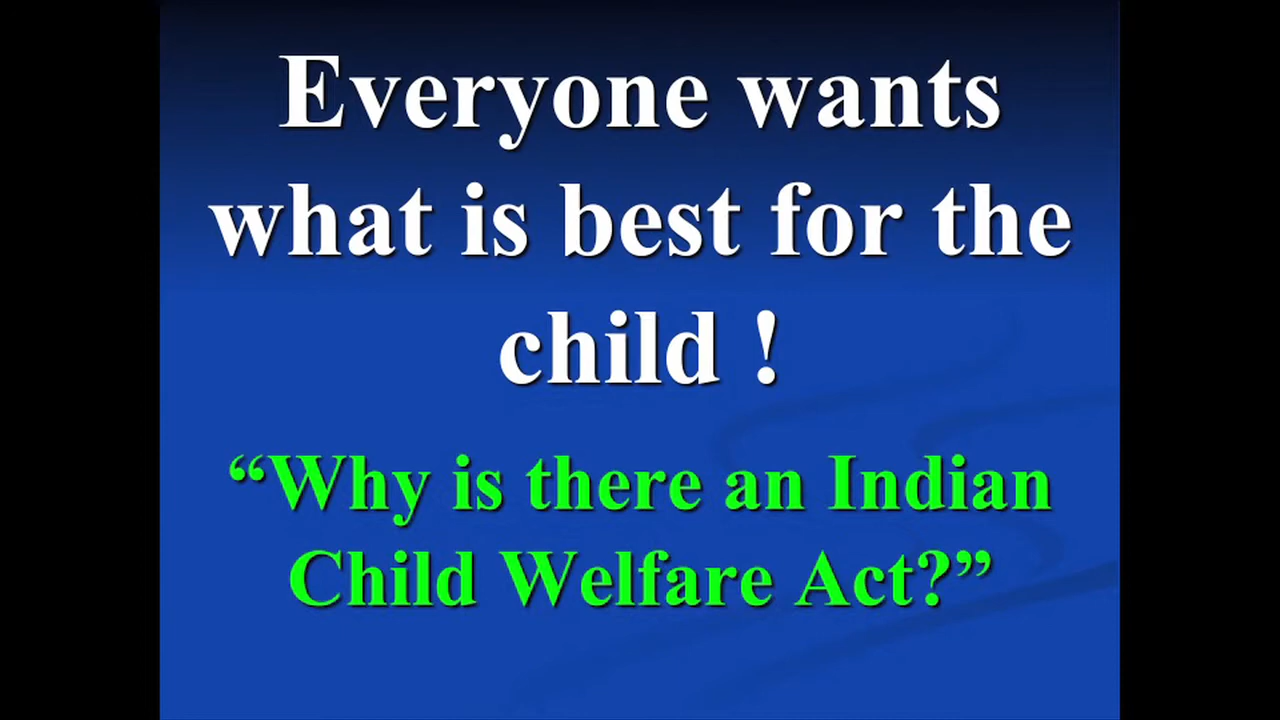 Everyone wants
what is best for the
child !
“Why is there an Indian
Child Welfare Act?”